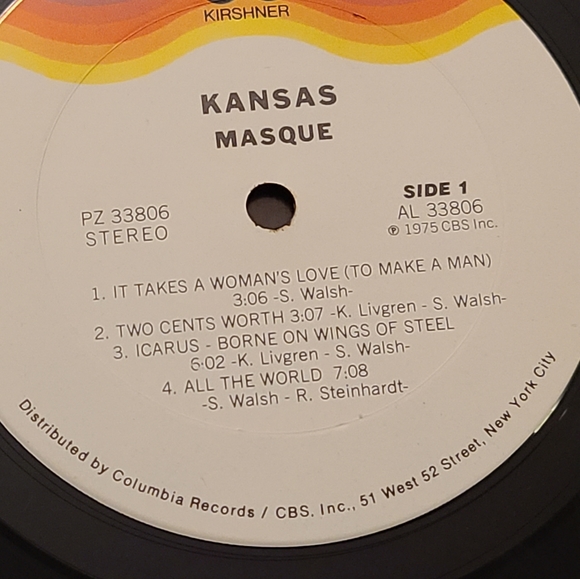 KIRSHNER
KANSAS
MASQUE
PZ 33806
STEREO
SIDE 1
AL 33806
℗ 1975 CBS Inc.
1. IT TAKES A WOMAN'S LOVE (TO MAKE A MAN)
3:06 -S. Walsh-
2. TWO CENTS WORTH 3:07 -K. Livgren - S. Walsh-
3. ICARUS - BORNE ON WINGS OF STEEL
6:02 -K. Livgren - S. Walsh-
4. ALL THE WORLD 7:08
-S. Walsh - R. Steinhardt-
Distributed by Columbia Records / CBS. Inc., 51 West 52 Street, New York City